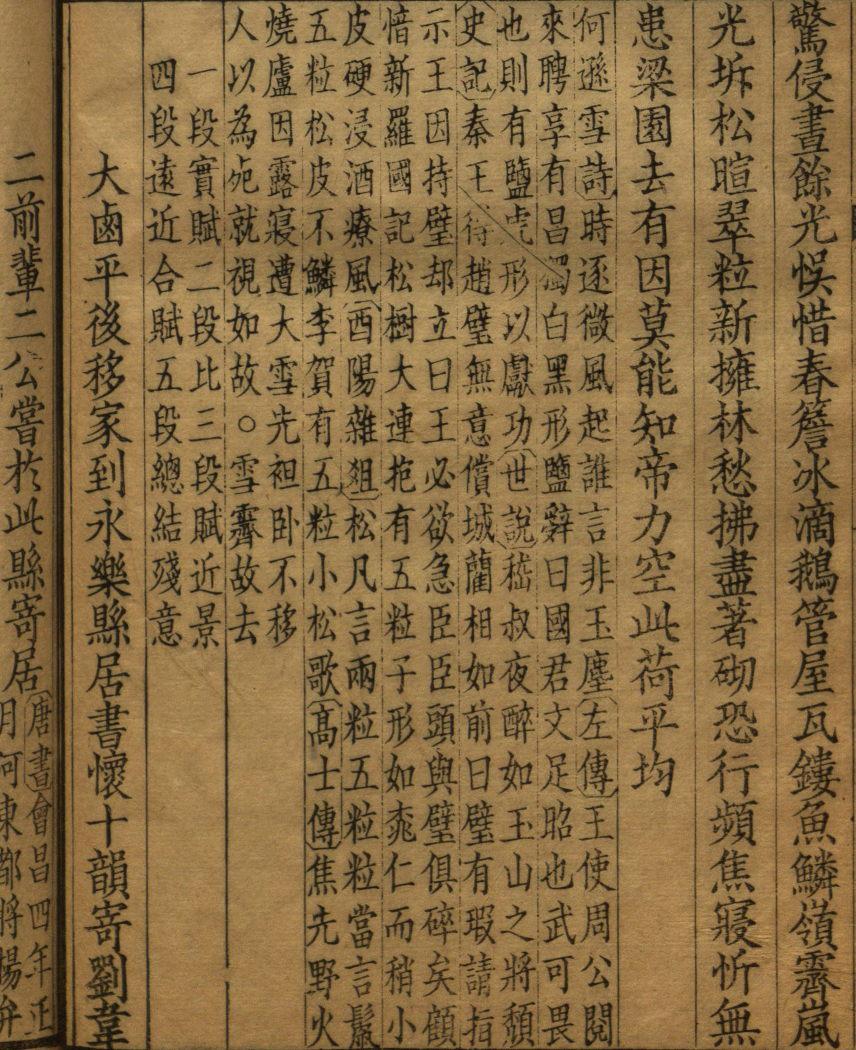 驚侵晝餘光悞惜春簷冰滴鵝管屋瓦鏤魚鱗嶺霽嵐
光坼松暄翠粒新擁林愁拂盡著砌恐行頻焦寢忻無
患梁園去有因莫能知帝力空此荷平均
何遜雪詩時逐微風起誰言非玉塵左傳王使周公閱
來聘享有昌歜白黑形鹽辭曰國君文足昭也武可畏
也則有鹽虎形以獻功世說嵇叔夜醉如玉山之將頹
史記秦王得趙璧無意償城藺相如前曰璧有瑕請指
示王因持璧却立曰王必欲急臣臣頭與璧俱碎矣顧
愔新羅國記松樹大連抱有五粒子形如桃仁而稍小
皮硬浸酒療風酉陽雜俎松凡言兩粒五粒粒當言鬣
五粒松皮不鱗李賀有五粒小松歌高士傳焦先野火
燒廬因露寢遭大雪先袒卧不移
人以為死就視如故○雪霽故去
一段實賦二段比三段賦近景
四段遠近合賦五段總結殘意
大鹵平後移家到永樂縣居書懷十韻寄劉韋
二前輩二公嘗於此縣寄居
唐書會昌四年正
月河東都將楊弁